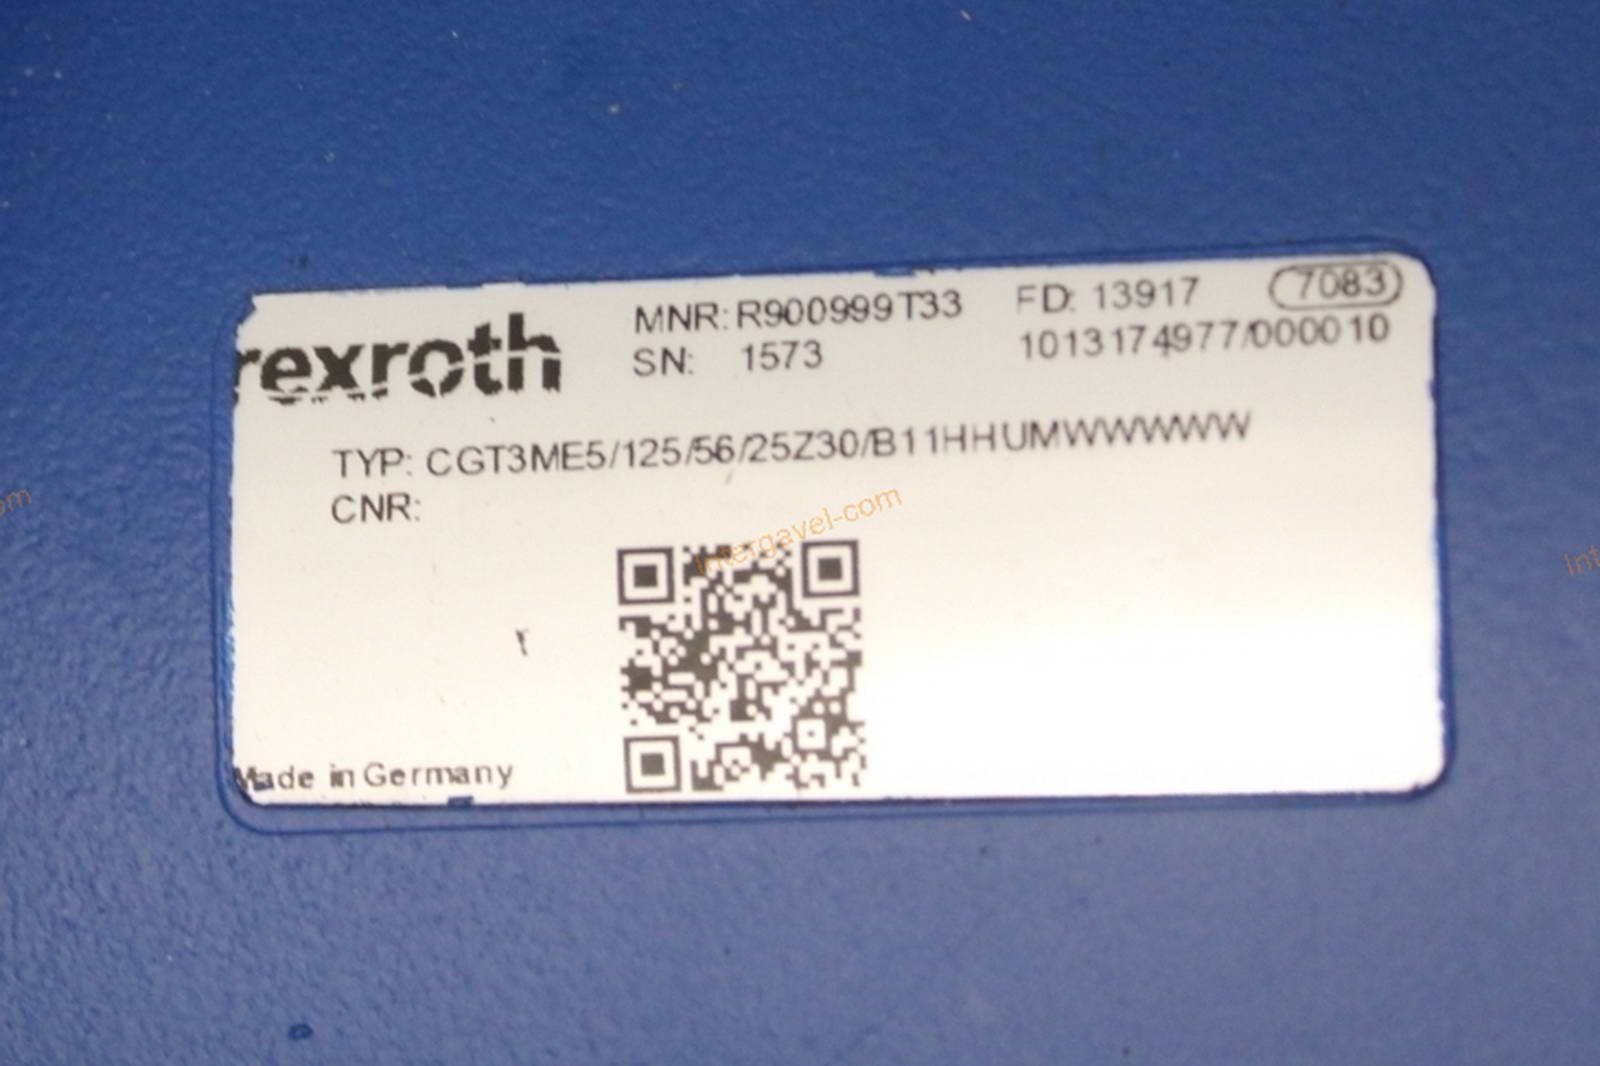 rexroth
MNR: R900999T33 FD: 13917 7083
SN: 1573 1013174977/000010
TYP: CGT3ME5/125/56/25Z30/B11HHUMWWWWW
CNR:
Intergavel-com
Made in Germany